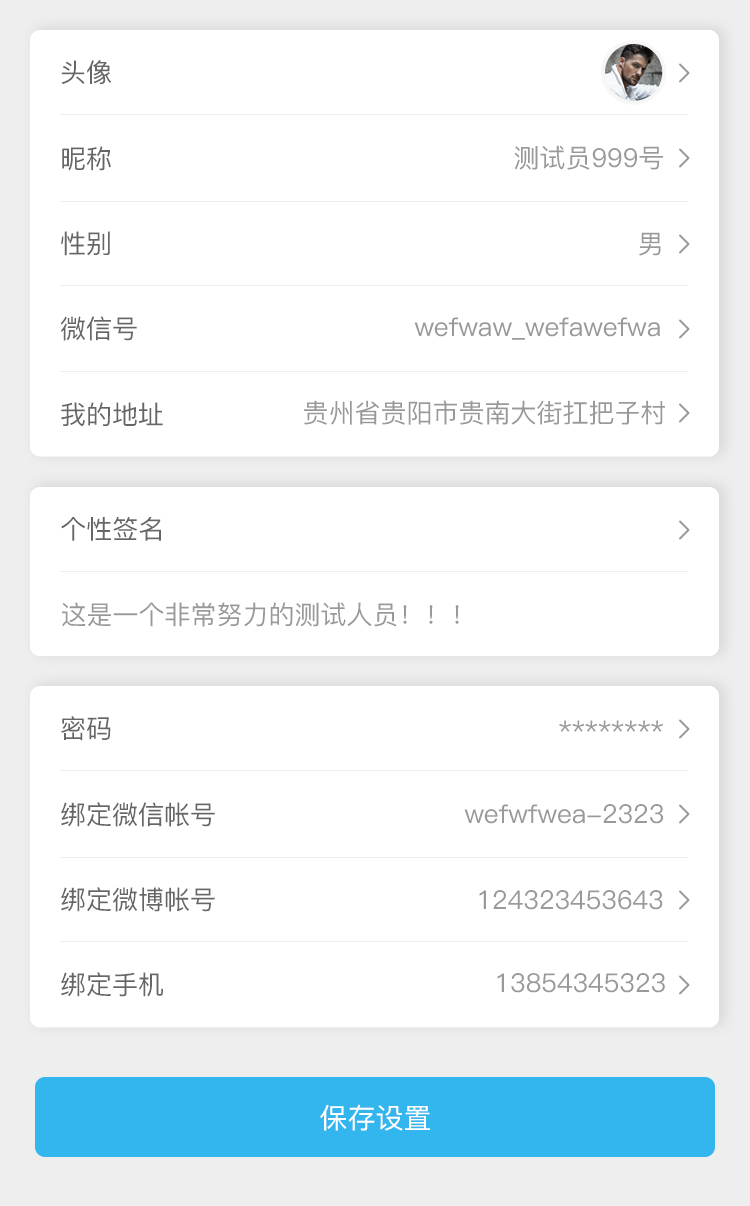 头像
昵称 测试员999号
性别 男
微信号 wefwaw_wefawefwa
我的地址 贵州省贵阳市贵南大街扛把子村
个性签名
这是一个非常努力的测试人员！！！
密码 ********
绑定微信帐号 wefwfwea-2323
绑定微博帐号 124323453643
绑定手机 13854345323
保存设置